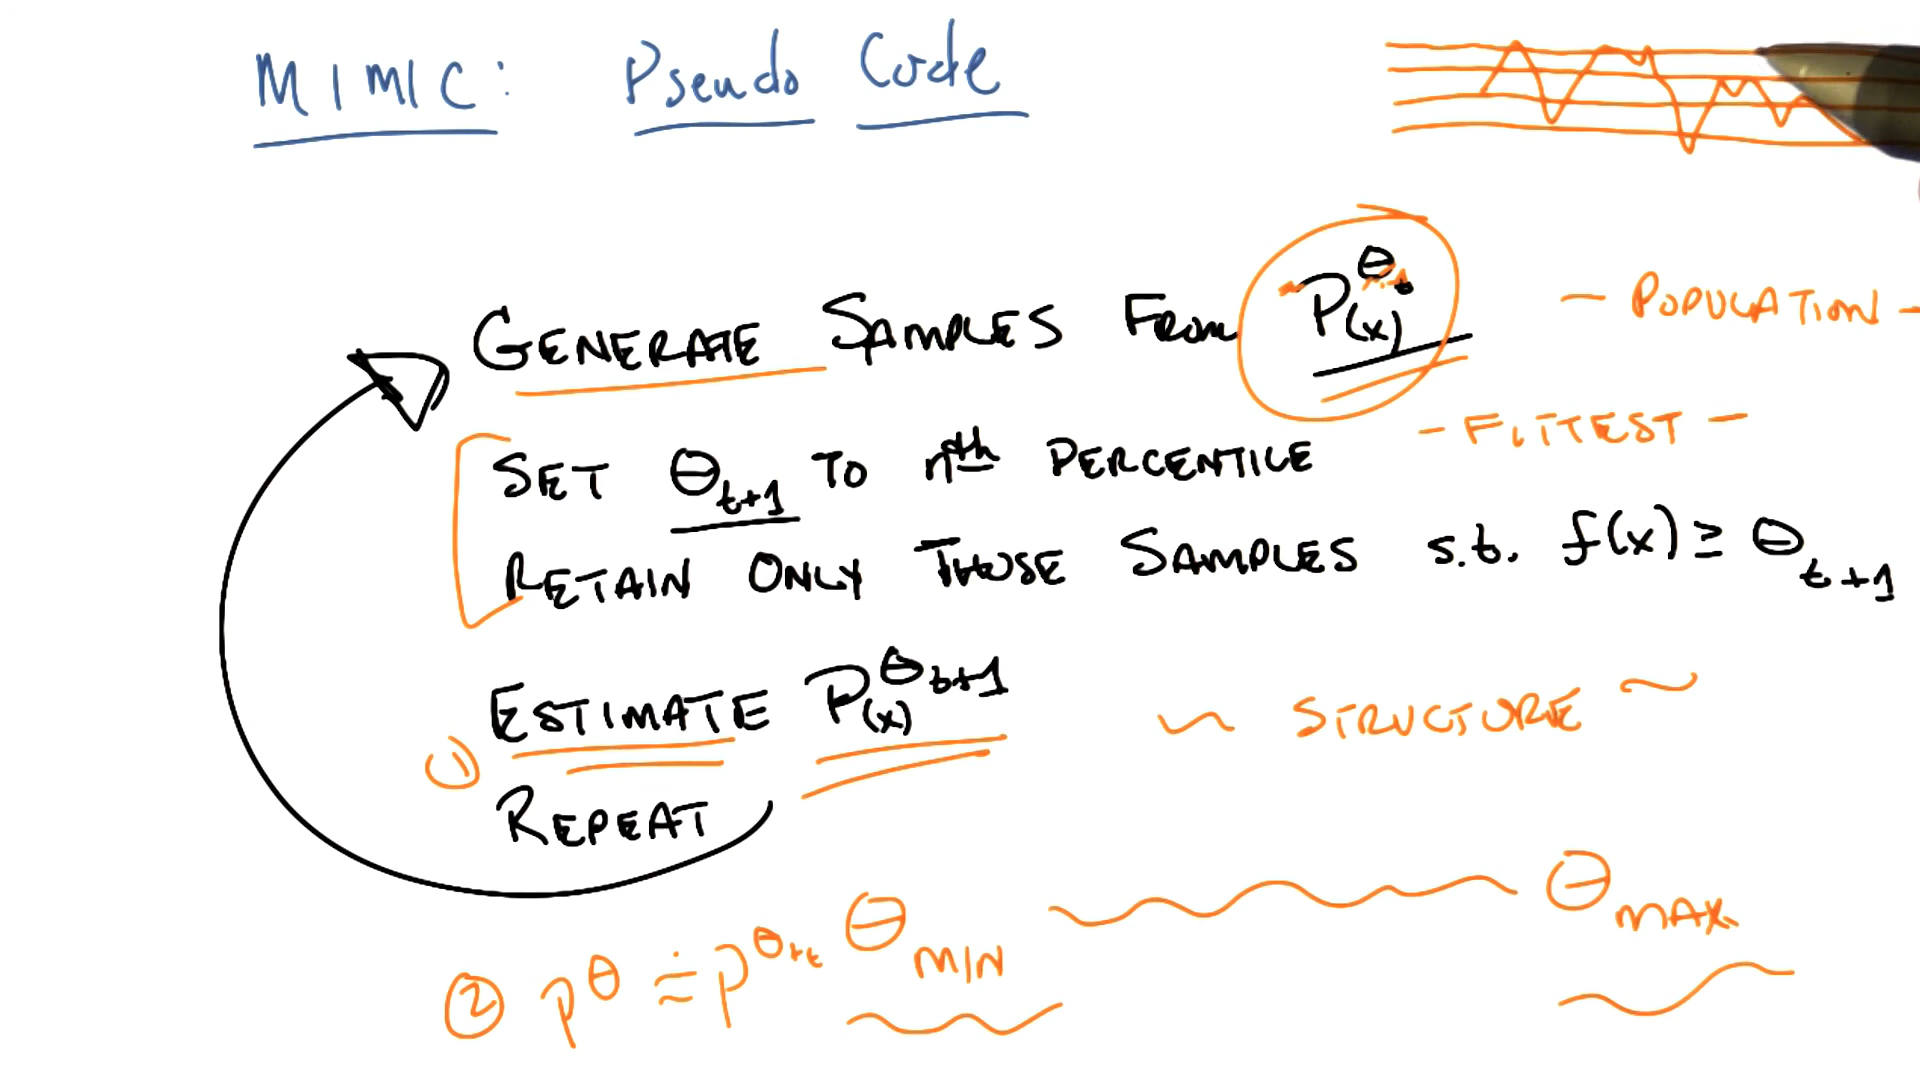 MIMIC: Pseudo Code
GENERATE SAMPLES FROM P(x)^θt
- POPULATION -
- FITTEST -
SET θt+1 TO nth PERCENTILE
RETAIN ONLY THOSE SAMPLES s.t. f(x) ≥ θt+1
ESTIMATE P(x)^θt+1
~ STRUCTURE ~
①
REPEAT
θMIN θMAX
② P^θ ≈ P^θ+ε